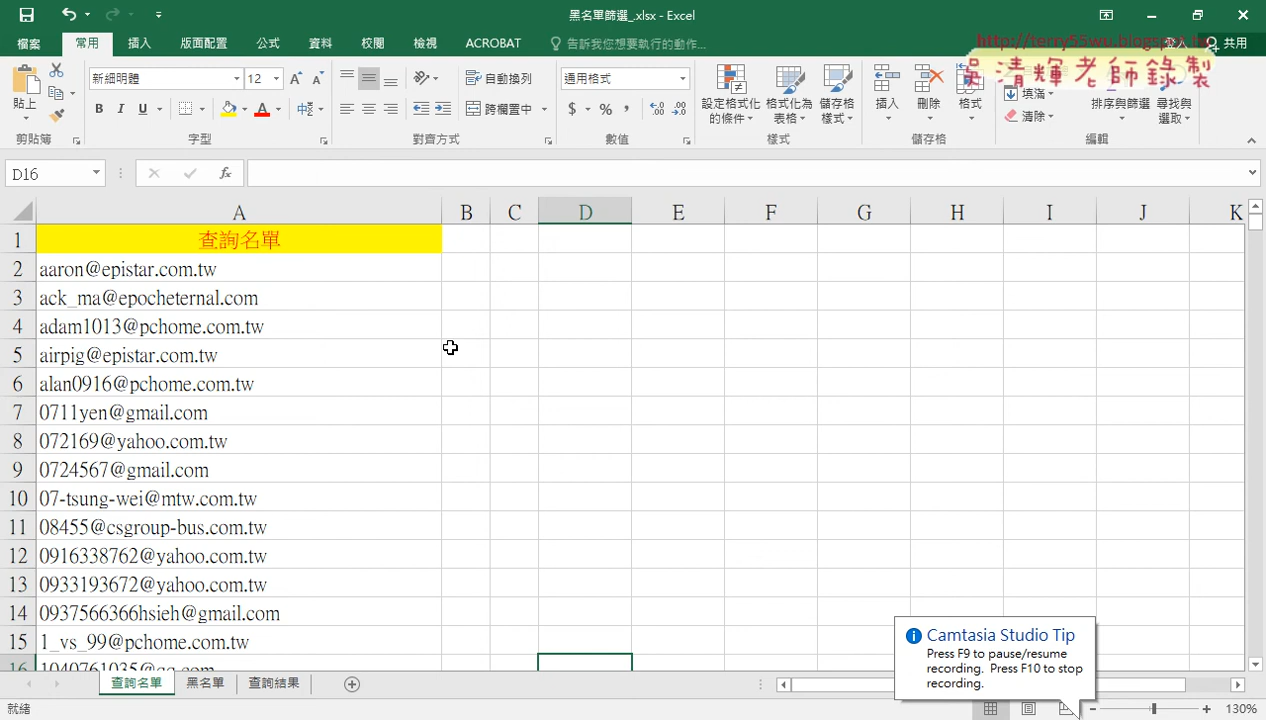 黑名單篩選_.xlsx - Excel
檔案 常用 插入 版面配置 公式 資料 校閱 檢視 ACROBAT 告訴我您想要執行的動作... 登入 共用
http://terry55wu.blogspot.tw
吳清輝老師錄製
新細明體 12 自動換列 通用格式
貼上 B I U 跨欄置中 $ % , 設定格式化的條件 格式化為表格 儲存格樣式 插入 刪除 格式 填滿 清除 排序與篩選 尋找與選取
剪貼簿 字型 對齊方式 數值 樣式 儲存格 編輯
D16 fx
A B C D E F G H I J K
1 查詢名單
2 aaron@epistar.com.tw
3 ack_ma@epocheternal.com
4 adam1013@pchome.com.tw
5 airpig@epistar.com.tw
6 alan0916@pchome.com.tw
7 0711yen@gmail.com
8 072169@yahoo.com.tw
9 0724567@gmail.com
10 07-tsung-wei@mtw.com.tw
11 08455@csgroup-bus.com.tw
12 0916338762@yahoo.com.tw
13 0933193672@yahoo.com.tw
14 0937566366hsieh@gmail.com
15 1_vs_99@pchome.com.tw
16 1040761035@qq.com
Camtasia Studio Tip
Press F9 to pause/resume
recording. Press F10 to stop
recording.
查詢名單 黑名單 查詢結果
就緒 130%